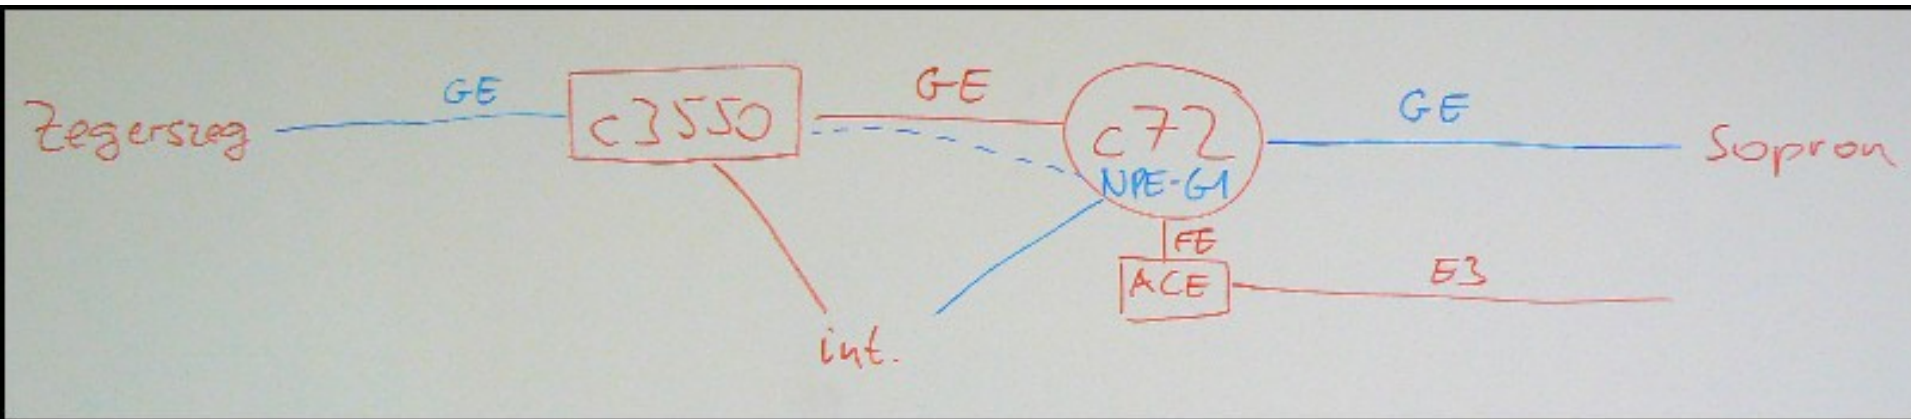 GE
GE
GE
Zegerszeg
c3550
c72
Sopron
NPE-G1
FE
ACE
E3
int.